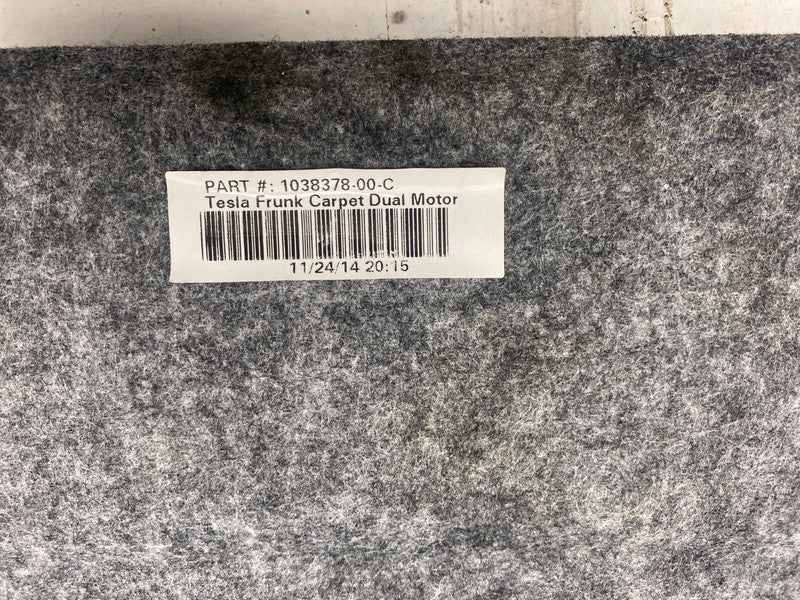 PART #: 1038378-00-C
Tesla Frunk Carpet Dual Motor
11/24/14 20:15